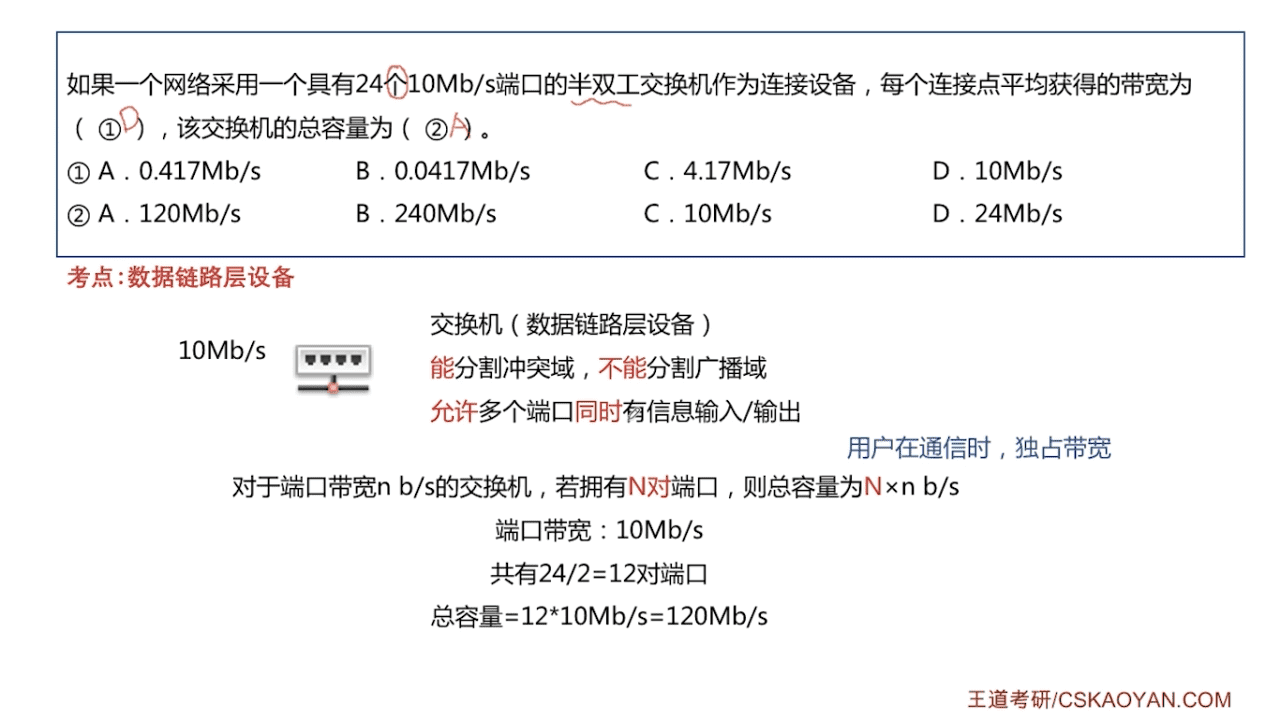 如果一个网络采用一个具有24个10Mb/s端口的半双工交换机作为连接设备，每个连接点平均获得的带宽为
（ ①D），该交换机的总容量为（ ②A）。
① A．0.417Mb/s B．0.0417Mb/s C．4.17Mb/s D．10Mb/s
② A．120Mb/s B．240Mb/s C．10Mb/s D．24Mb/s
考点:数据链路层设备
10Mb/s
交换机（数据链路层设备）
能分割冲突域，不能分割广播域
允许多个端口同时有信息输入/输出
用户在通信时，独占带宽
对于端口带宽n b/s的交换机，若拥有N对端口，则总容量为N×n b/s
端口带宽：10Mb/s
共有24/2=12对端口
总容量=12*10Mb/s=120Mb/s
王道考研/CSKAOYAN.COM